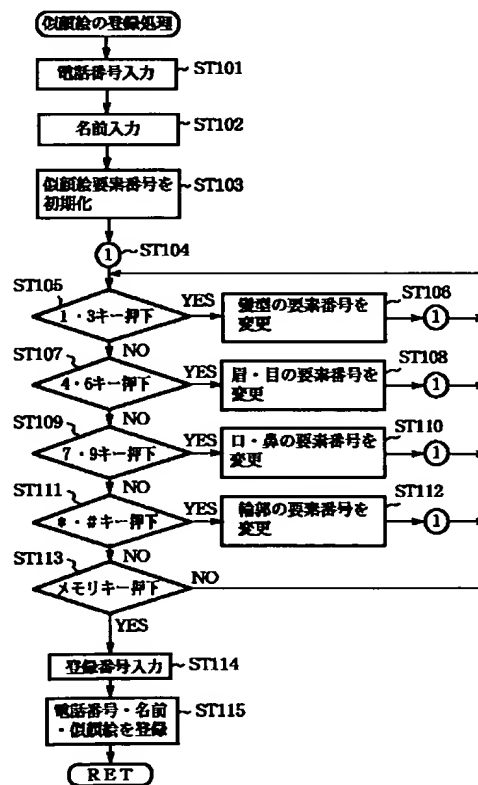 似顔絵の登録処理
電話番号入力
ST101
名前入力
ST102
似顔絵要素番号を
初期化
ST103
1
ST104
ST105
1・3キー押下
YES
髪型の要素番号を
変更
ST106
1
NO
ST107
4・6キー押下
YES
眉・目の要素番号を
変更
ST108
1
NO
ST109
7・9キー押下
YES
口・鼻の要素番号を
変更
ST110
1
NO
ST111
*・#キー押下
YES
輪郭の要素番号を
変更
ST112
1
NO
ST113
メモリキー押下
NO
YES
登録番号入力
ST114
電話番号・名前
・似顔絵を登録
ST115
RET